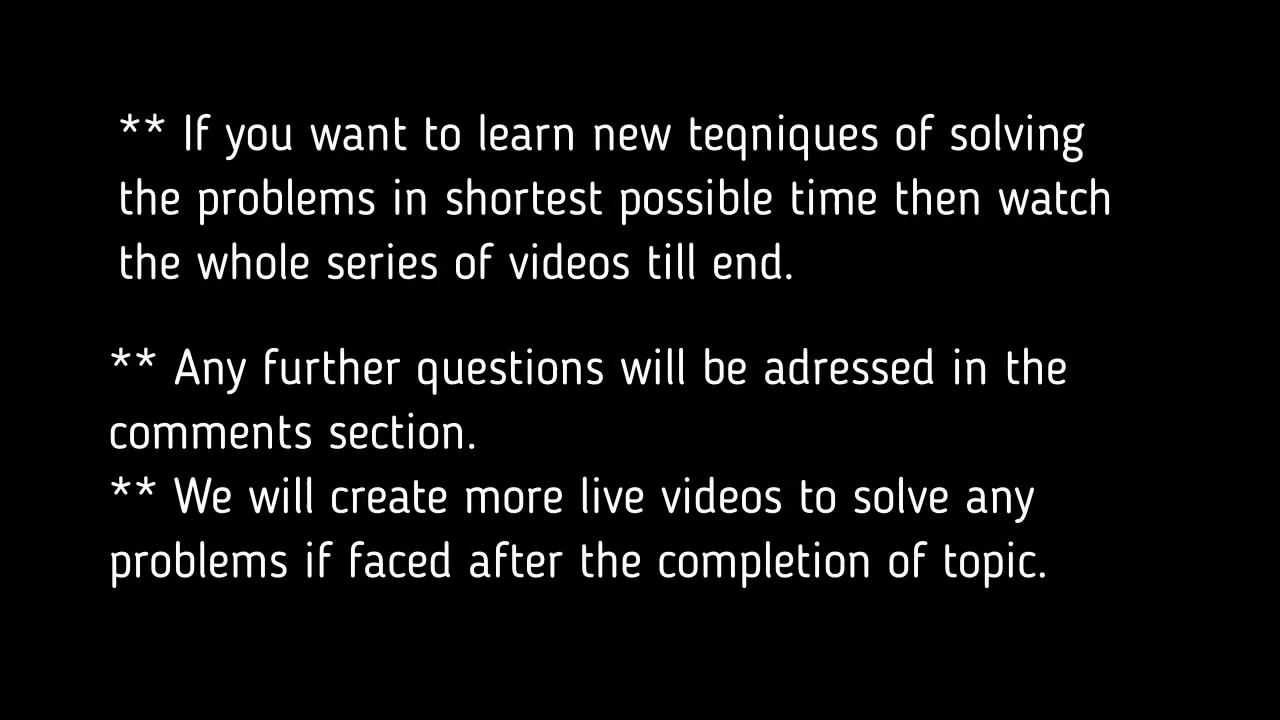 ** If you want to learn new teqniques of solving
the problems in shortest possible time then watch
the whole series of videos till end.
** Any further questions will be adressed in the
comments section.
** We will create more live videos to solve any
problems if faced after the completion of topic.